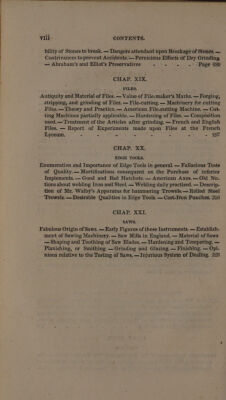 viii CONTENTS.
bility of Stones to break. — Dangers attendant upon Breakage of Stones. —
Contrivances to prevent Accidents. — Pernicious Effects of Dry Grinding.
— Abraham's and Elliot's Preservatives - - - - Page
CHAP. XIX.
FILES.
Antiquity and Material of Files. — Value of File-maker's Marks. — Forging,
stripping, and grinding of Files. — File-cutting. — Machinery for cutting
Files. — Theory and Practice. — American File-cutting Machine. — Cut-
ting Machines partially applicable. — Hardening of Files. — Composition
used. — Treatment of the Articles after grinding. — French and English
Files. — Report of Experiments made upon Files at the French
Lyceum.
CHAP. XX.
EDGE TOOLS.
Enumeration and Importance of Edge Tools in general. — Fallacious Tests
of Quality. — Mortifications consequent on the Purchase of inferior
Implements. — Good and Bad Hatchets. — American Axes. — Old No-
tions about welding Iron and Steel. — Welding daily practised. — Descrip-
tion of Mr. Walby's Apparatus for hammering Trowels. — Rolled Steel
Trowels. — Desirable Qualities in Edge Tools. — Cast-Iron Punches.
CHAP. XXI.
SAWS.
Fabulous Origin of Saws. — Early Figures of these Instruments. — Establish-
ment of Sawing Machinery. — Saw Mills in England. — Material of Saws.
— Shaping and Toothing of Saw Blades. — Hardening and Tempering. —
Planishing, or Smithing. — Grinding and Glazing. — Finishing. — Opi-
nions relative to the Testing of Saws. — Injurious System of Dealing.